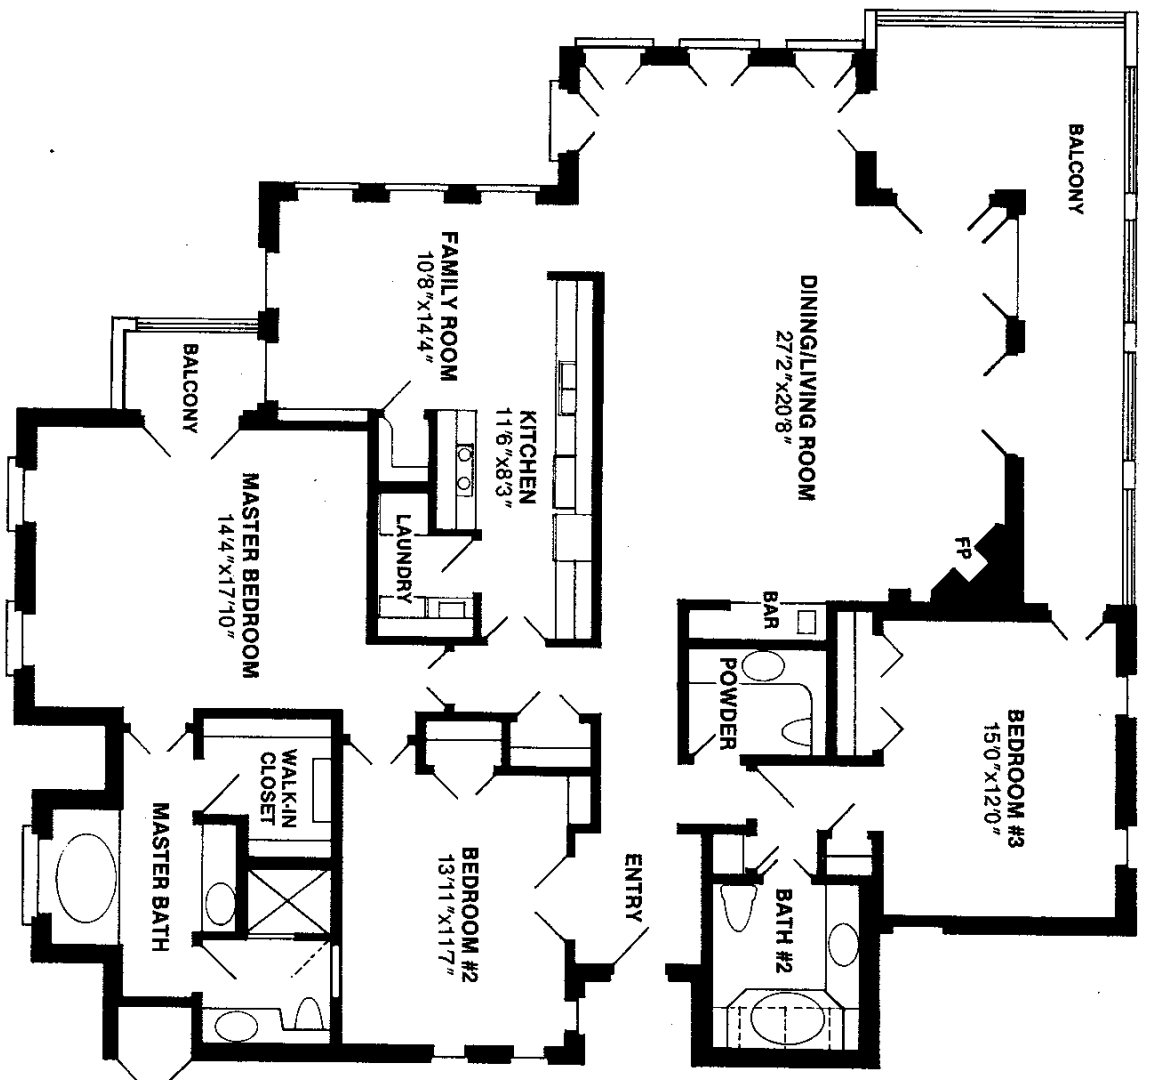 BALCONY
DINING/LIVING ROOM
27'2"x20'8"
FAMILY ROOM
10'8"x14'4"
BALCONY
KITCHEN
11'6"x8'3"
MASTER BEDROOM
14'4"x17'10"
LAUNDRY
FP
BAR
POWDER
BEDROOM #3
15'0"x12'0"
WALK-IN
CLOSET
MASTER BATH
BEDROOM #2
13'11"x11'7"
ENTRY
BATH #2